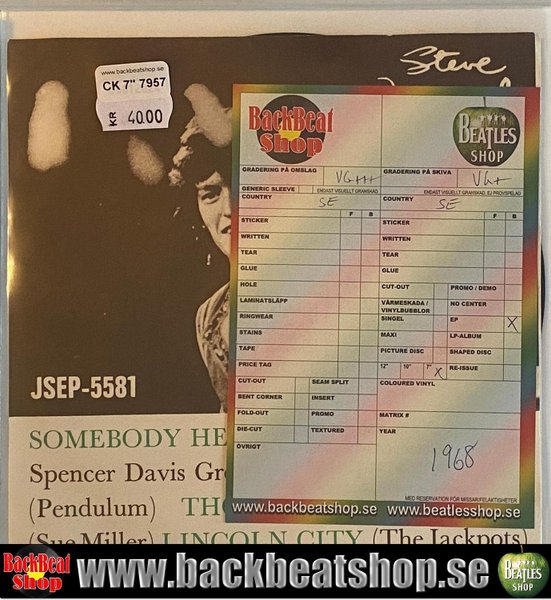 www.backbeatshop.se
CK 7" 7957
KR 40.00
Steve
JSEP-5581
SOMEBODY HE
Spencer Davis Gr
(Pendulum) TH
(Sue Miller) LINCOLN CITY (The Jackpots)
BackBeat
Shop
BEATLES
SHOP
GRADERING PÅ OMSLAG VG+++
GRADERING PÅ SKIVA VG+
GENERIC SLEEVE ENDAST VISUELLT GRANSKAD
ENDAST VISUELLT GRANSKAD, EJ PROVSPELAD
COUNTRY SE
COUNTRY SE
F B
F B
STICKER
STICKER
WRITTEN
WRITTEN
TEAR
TEAR
GLUE
GLUE
HOLE
CUT-OUT
PROMO / DEMO
LAMINATSLÄPP
VÄRMESKADA /
VINYLBUBBLOR
NO CENTER
RINGWEAR
SINGEL
EP X
STAINS
MAXI
LP-ALBUM
TAPE
PICTURE DISC
SHAPED DISC
PRICE TAG
12" 10" 7" X
RE-ISSUE
CUT-OUT
SEAM SPLIT
COLOURED VINYL
BENT CORNER
INSERT
FOLD-OUT
PROMO
MATRIX #
DIE-CUT
TEXTURED
YEAR
ÖVRIGT
1968
MED RESERVATION FÖR MISSAR/FELAKTIGHETER
www.backbeatshop.se www.beatlesshop.se
BackBeat
Shop
www.backbeatshop.se
BEATLES
SHOP